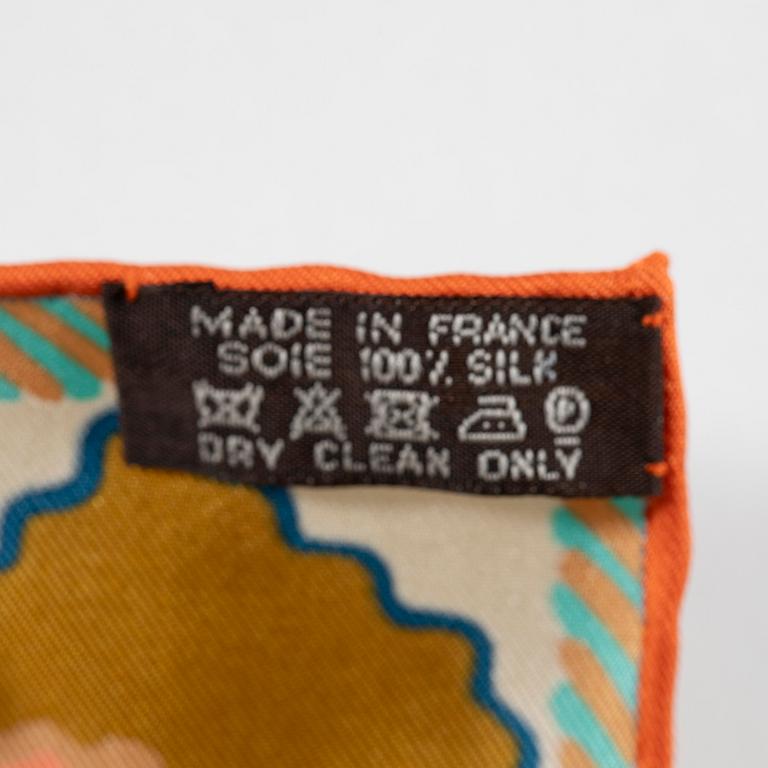 MADE IN FRANCE
SOIE 100% SILK
P
DRY CLEAN ONLY